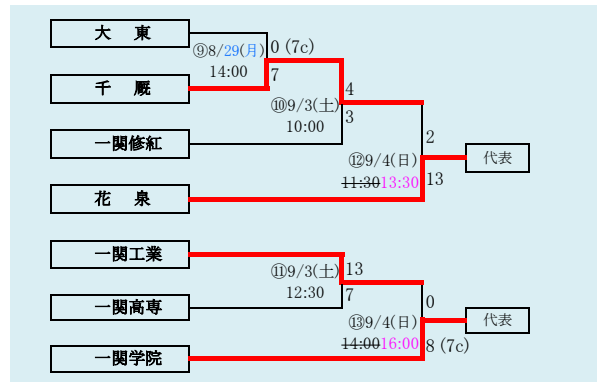 大　東
⑨8/29(月) 0 (7c)
14:00
7
千　厩
4
⑩9/3(土) 3
10:00
一関修紅
2
⑫9/4(日)
代表
11:30 13:30 13
花　泉
一関工業
⑪9/3(土) 13
12:30
7
一関高専
0
⑬9/4(日)
代表
14:00 16:00 8 (7c)
一関学院